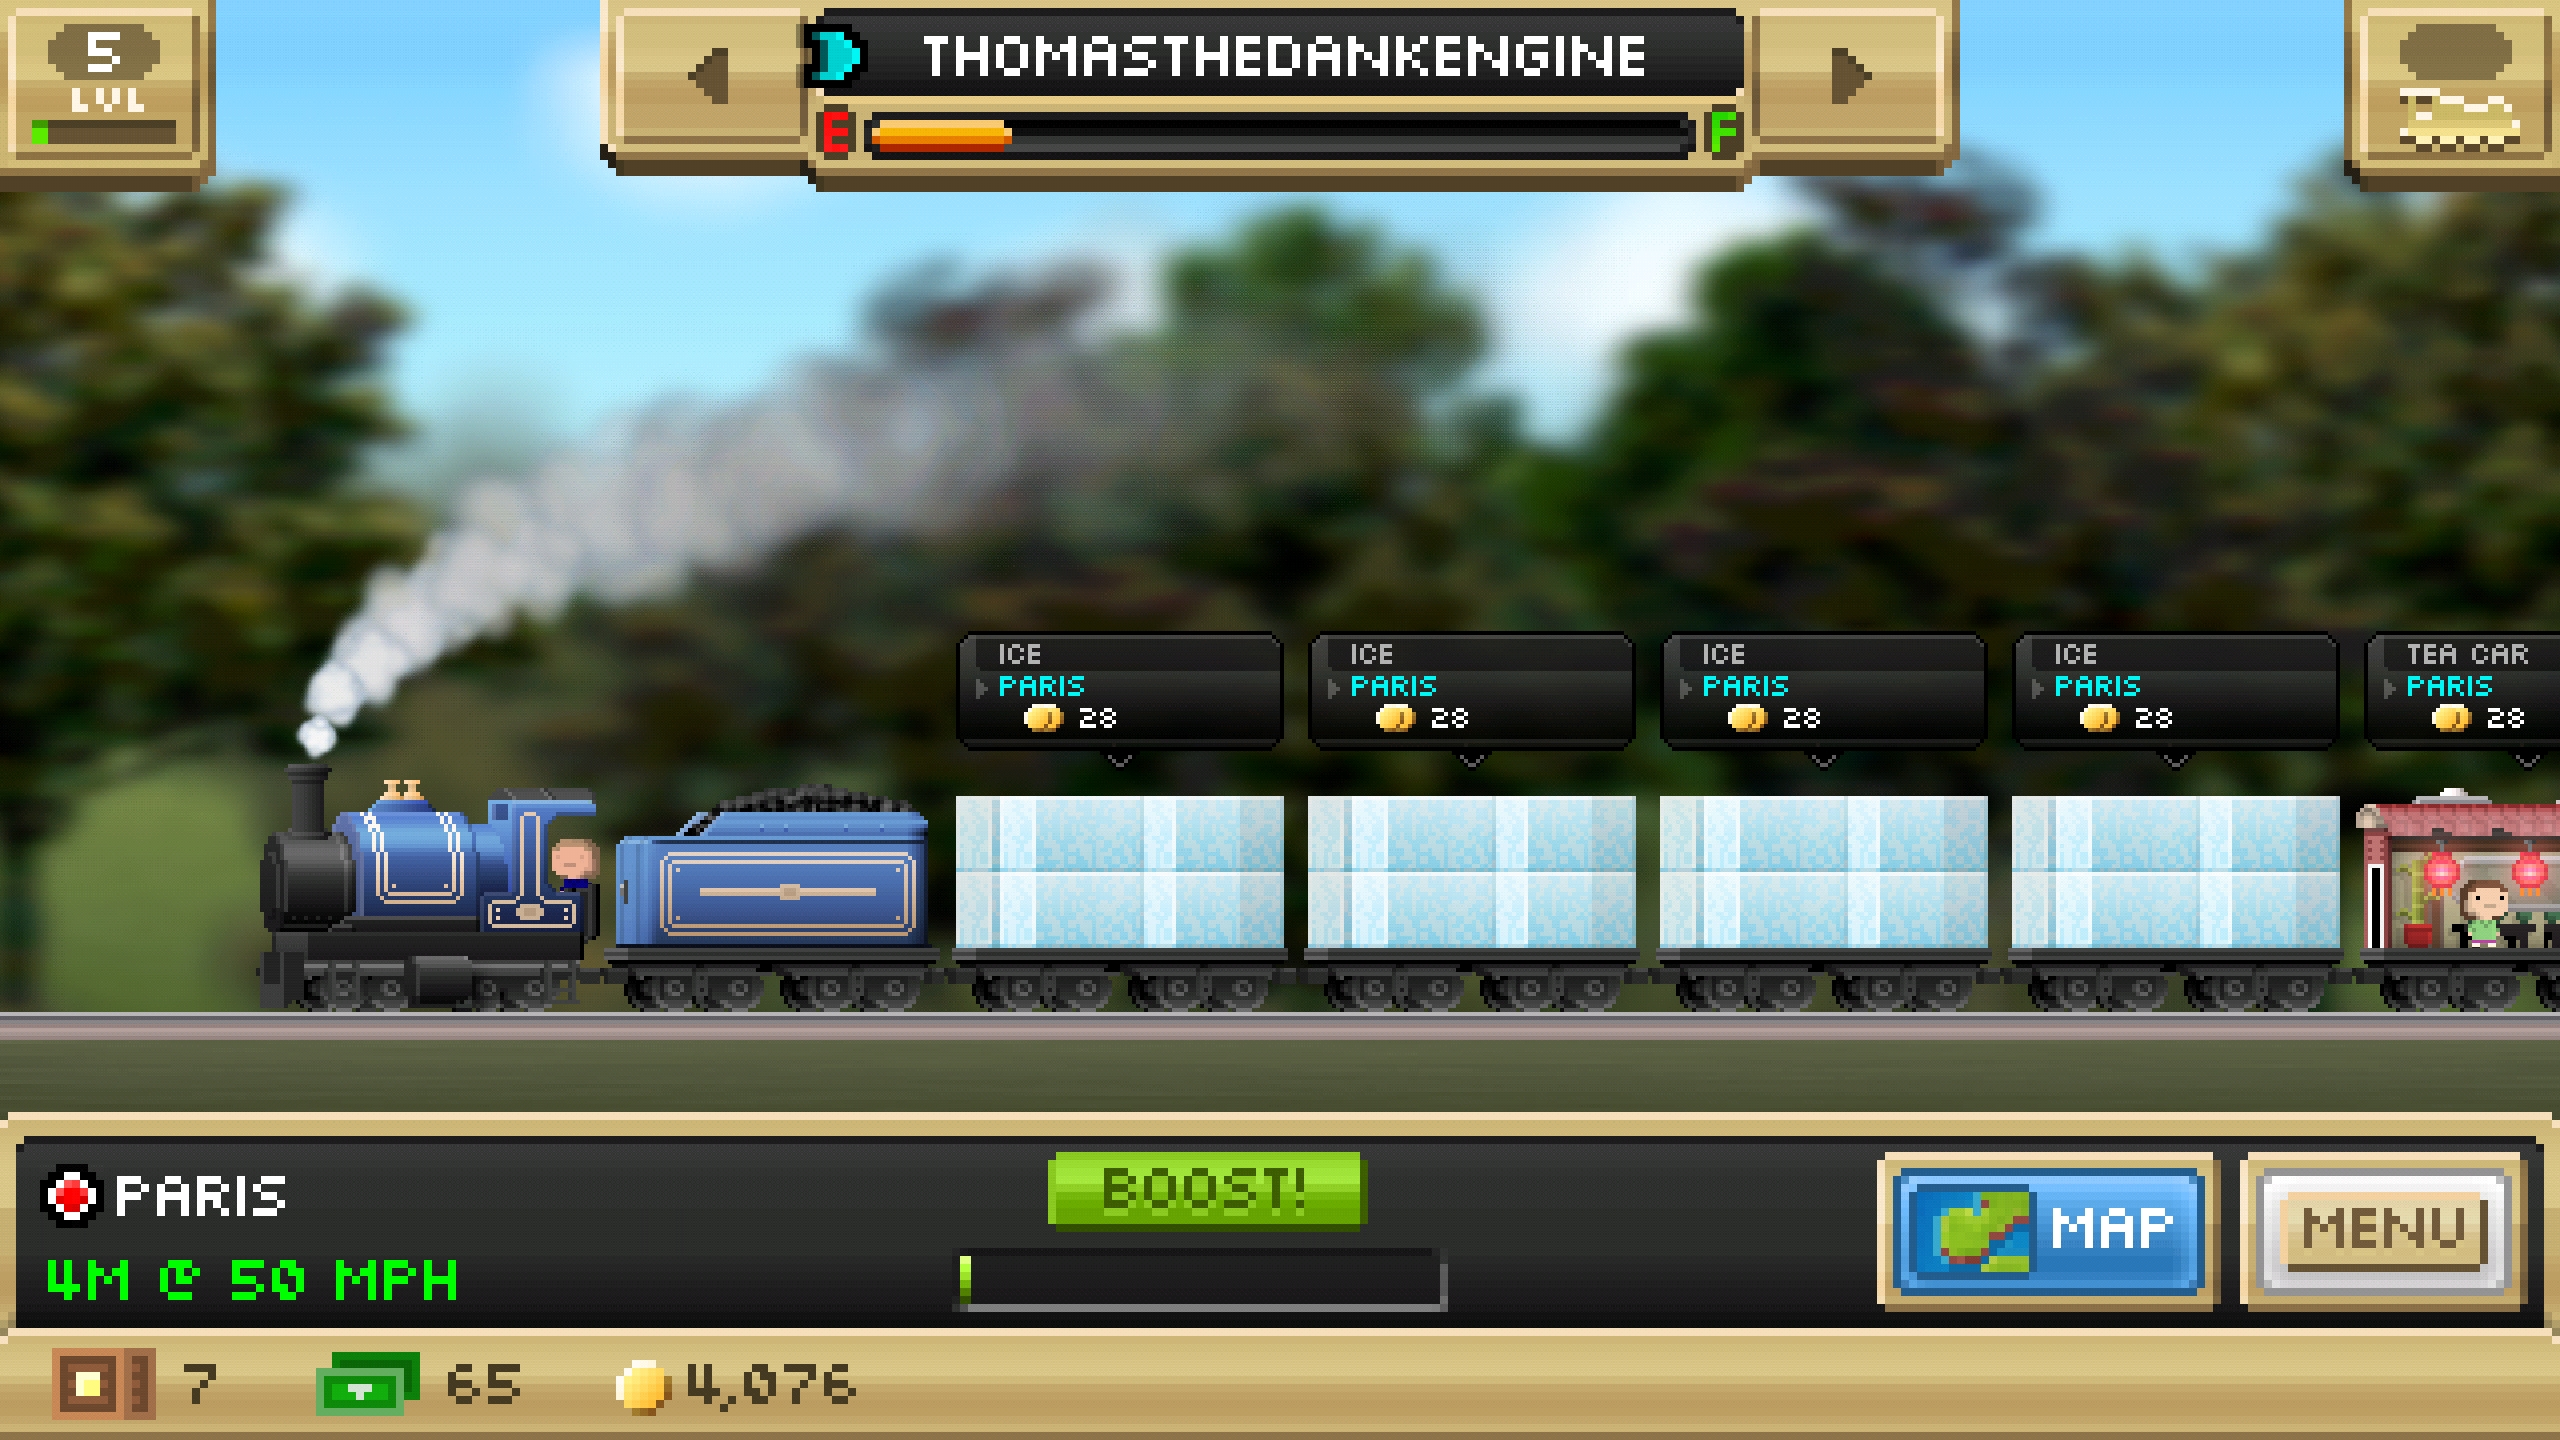 5
LVL
THOMASTHEDANKENGINE
E F
ICE
PARIS
28
ICE
PARIS
28
ICE
PARIS
28
ICE
PARIS
28
TEA CAR
PARIS
28
PARIS
4M @ 50 MPH
BOOST!
MAP
MENU
7
65
4,076